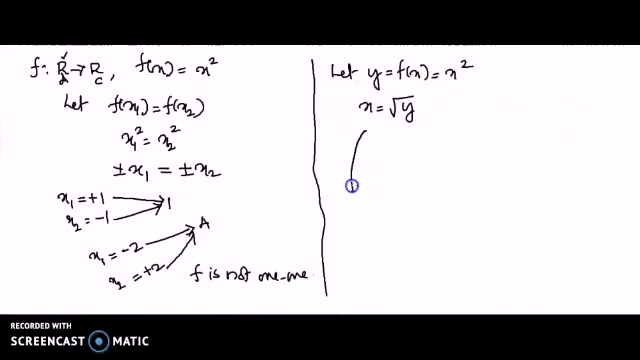 f: R → R, f(x) = x²
d c
Let f(x₁) = f(x₂)
x₁² = x₂²
±x₁ = ±x₂
x₁ = +1
1
x₂ = -1
x₁ = -2
x₂ = +2
f is not one-one.
Let y = f(x) = x²
x = √y
RECORDED WITH
SCREENCAST MATIC